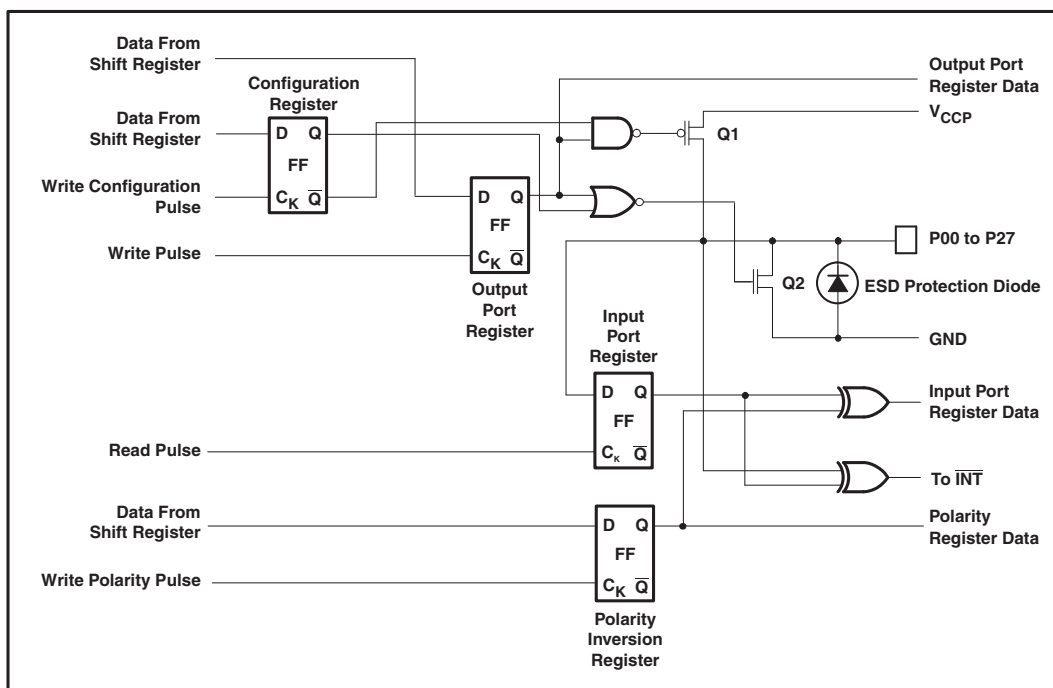 Data From
Shift Register
Configuration
Register
Data From
Shift Register
D Q
FF
CK Q̅
Write Configuration
Pulse
Write Pulse
D Q
FF
CK Q̅
Output
Port
Register
Output Port
Register Data
VCCP
Q1
P00 to P27
Q2
ESD Protection Diode
GND
Input
Port
Register
D Q
FF
CK Q̅
Read Pulse
Input Port
Register Data
To I̅N̅T̅
Data From
Shift Register
D Q
FF
CK Q̅
Write Polarity Pulse
Polarity
Register Data
Polarity
Inversion
Register